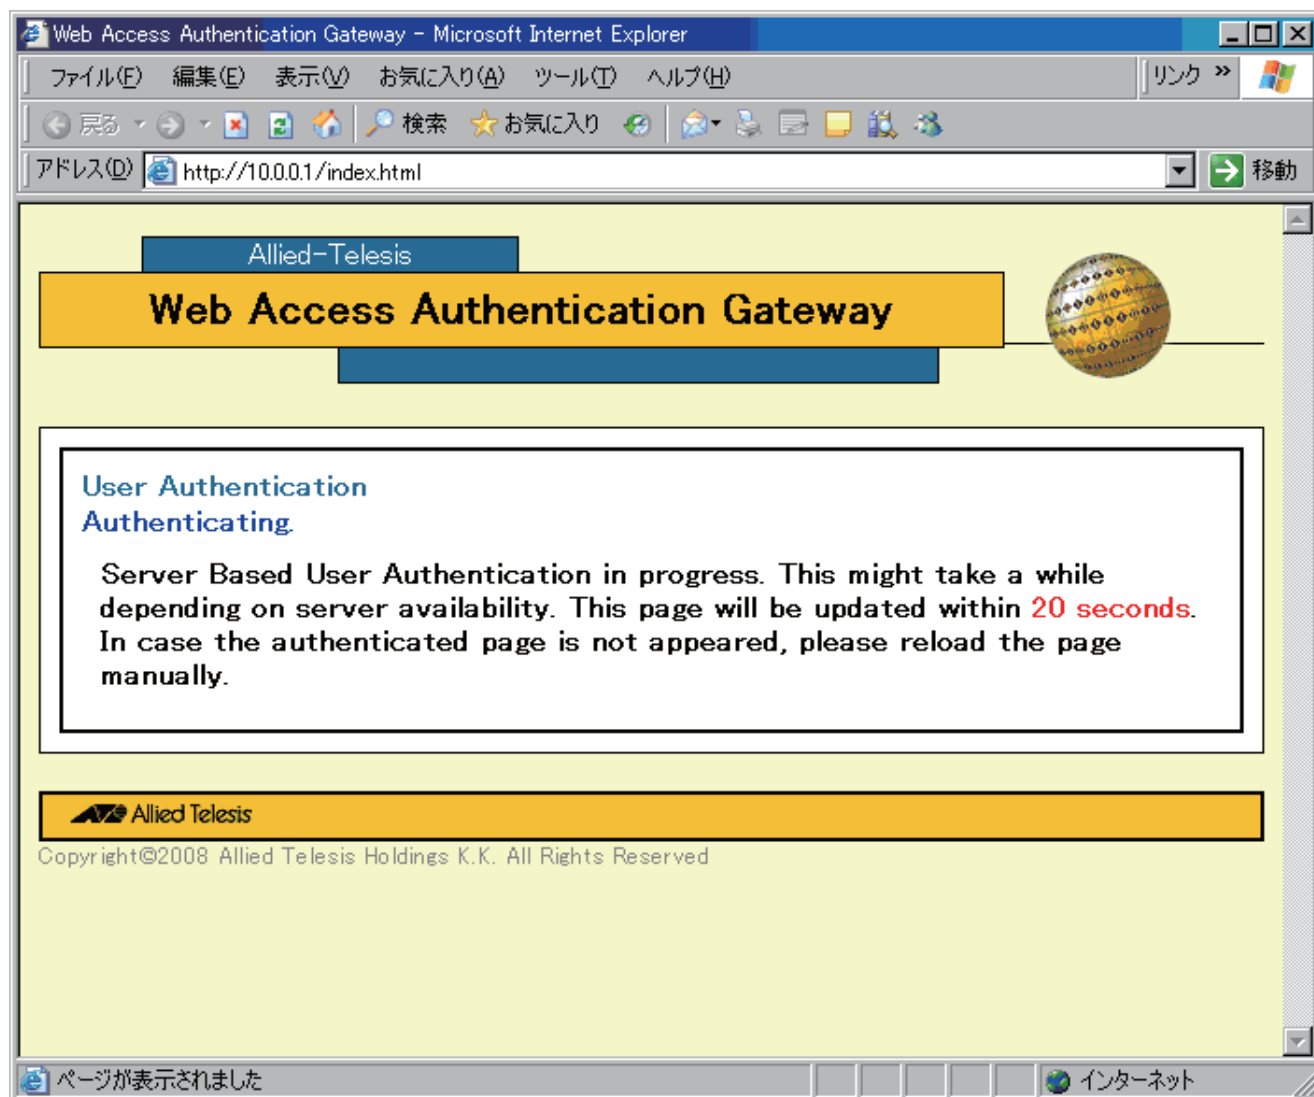 Web Access Authentication Gateway - Microsoft Internet Explorer
ファイル(F) 編集(E) 表示(V) お気に入り(A) ツール(T) ヘルプ(H) リンク »
戻る 検索 お気に入り
アドレス(D) http://10.0.0.1/index.html 移動
Allied-Telesis
Web Access Authentication Gateway
User Authentication
Authenticating.
Server Based User Authentication in progress. This might take a while
depending on server availability. This page will be updated within 20 seconds.
In case the authenticated page is not appeared, please reload the page
manually.
Allied Telesis
Copyright©2008 Allied Telesis Holdings K.K. All Rights Reserved
ページが表示されました インターネット